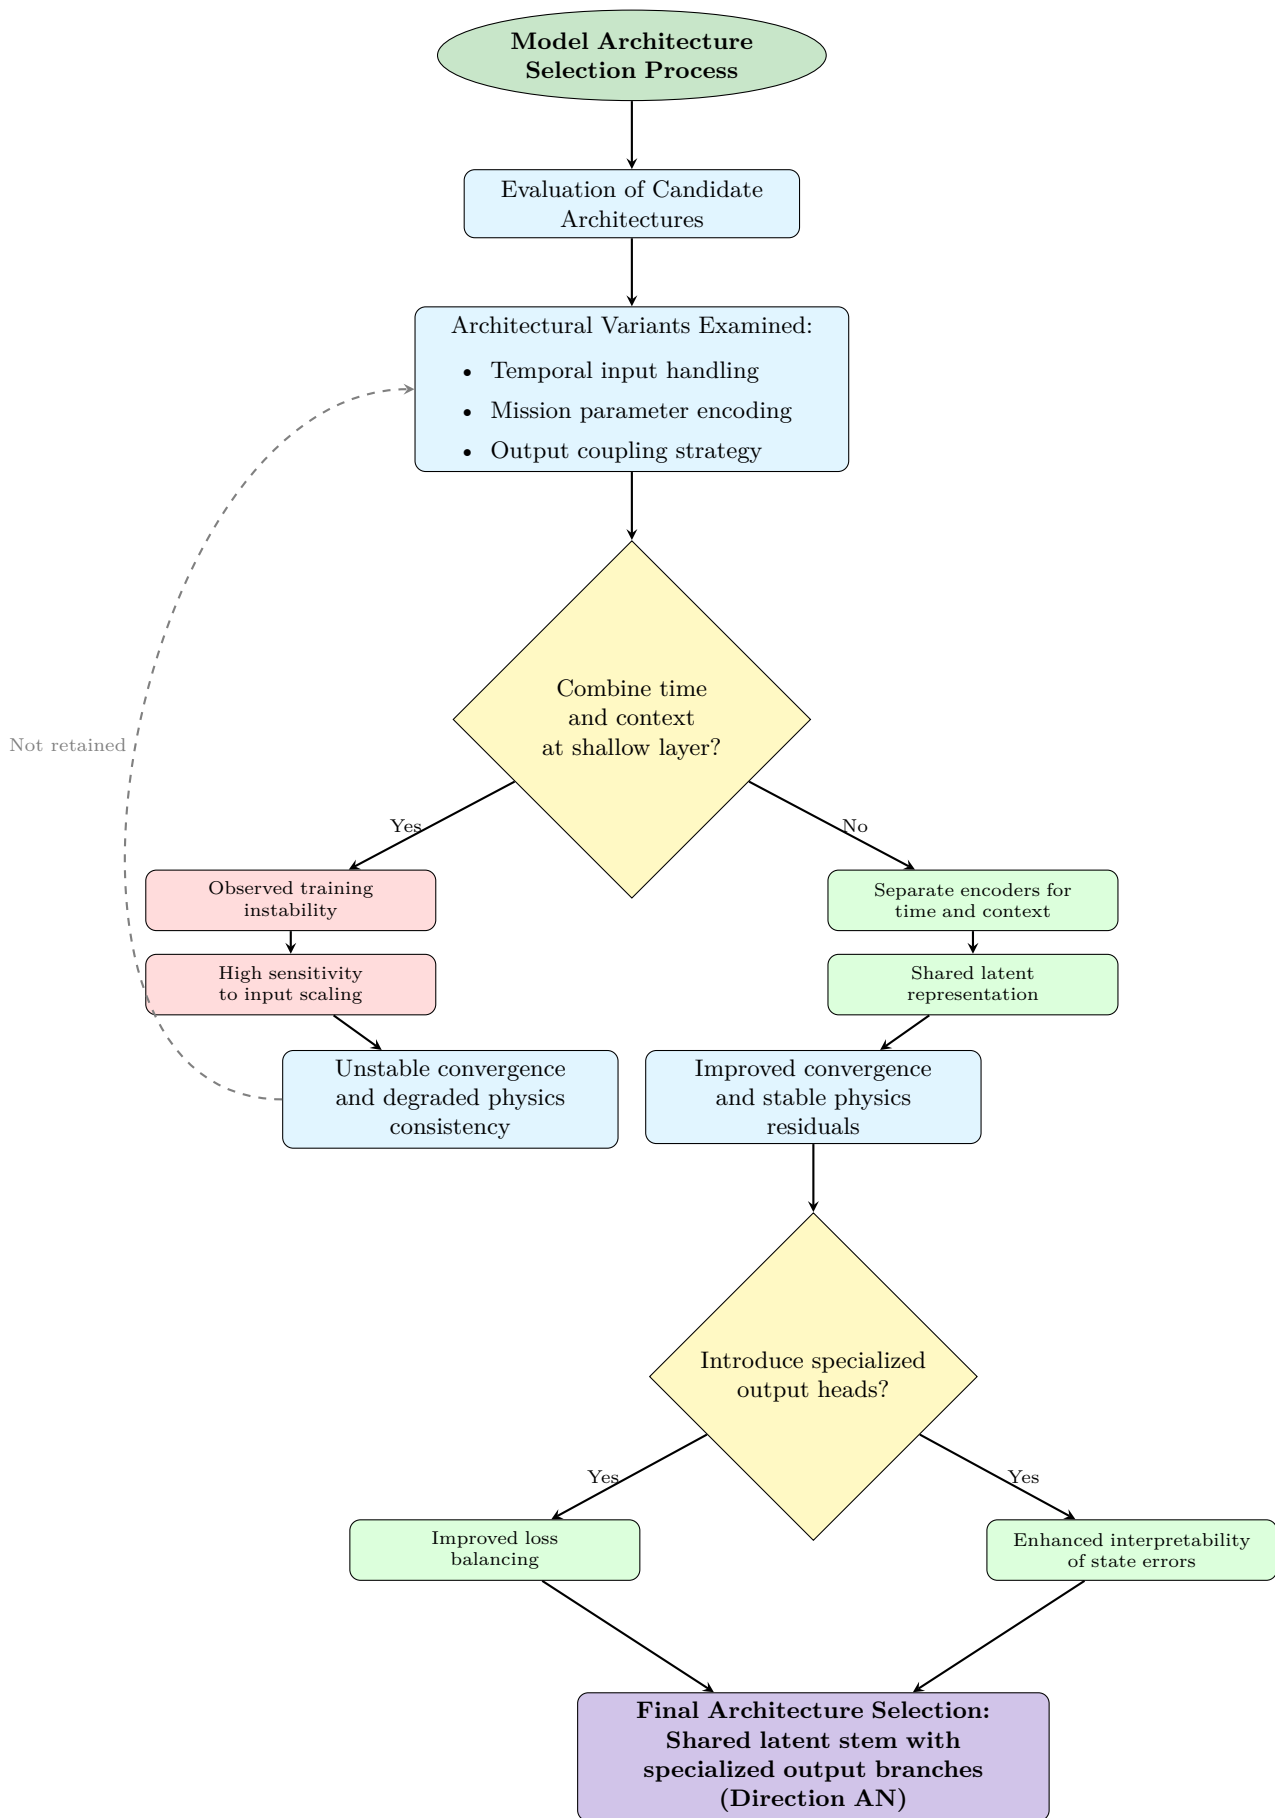 Model Architecture
Selection Process
Evaluation of Candidate
Architectures
Architectural Variants Examined:
• Temporal input handling
• Mission parameter encoding
• Output coupling strategy
Combine time
and context
at shallow layer?
Not retained
Yes
No
Observed training
instability
Separate encoders for
time and context
High sensitivity
to input scaling
Shared latent
representation
Unstable convergence
and degraded physics
consistency
Improved convergence
and stable physics
residuals
Introduce specialized
output heads?
Yes
Yes
Improved loss
balancing
Enhanced interpretability
of state errors
Final Architecture Selection:
Shared latent stem with
specialized output branches
(Direction AN)